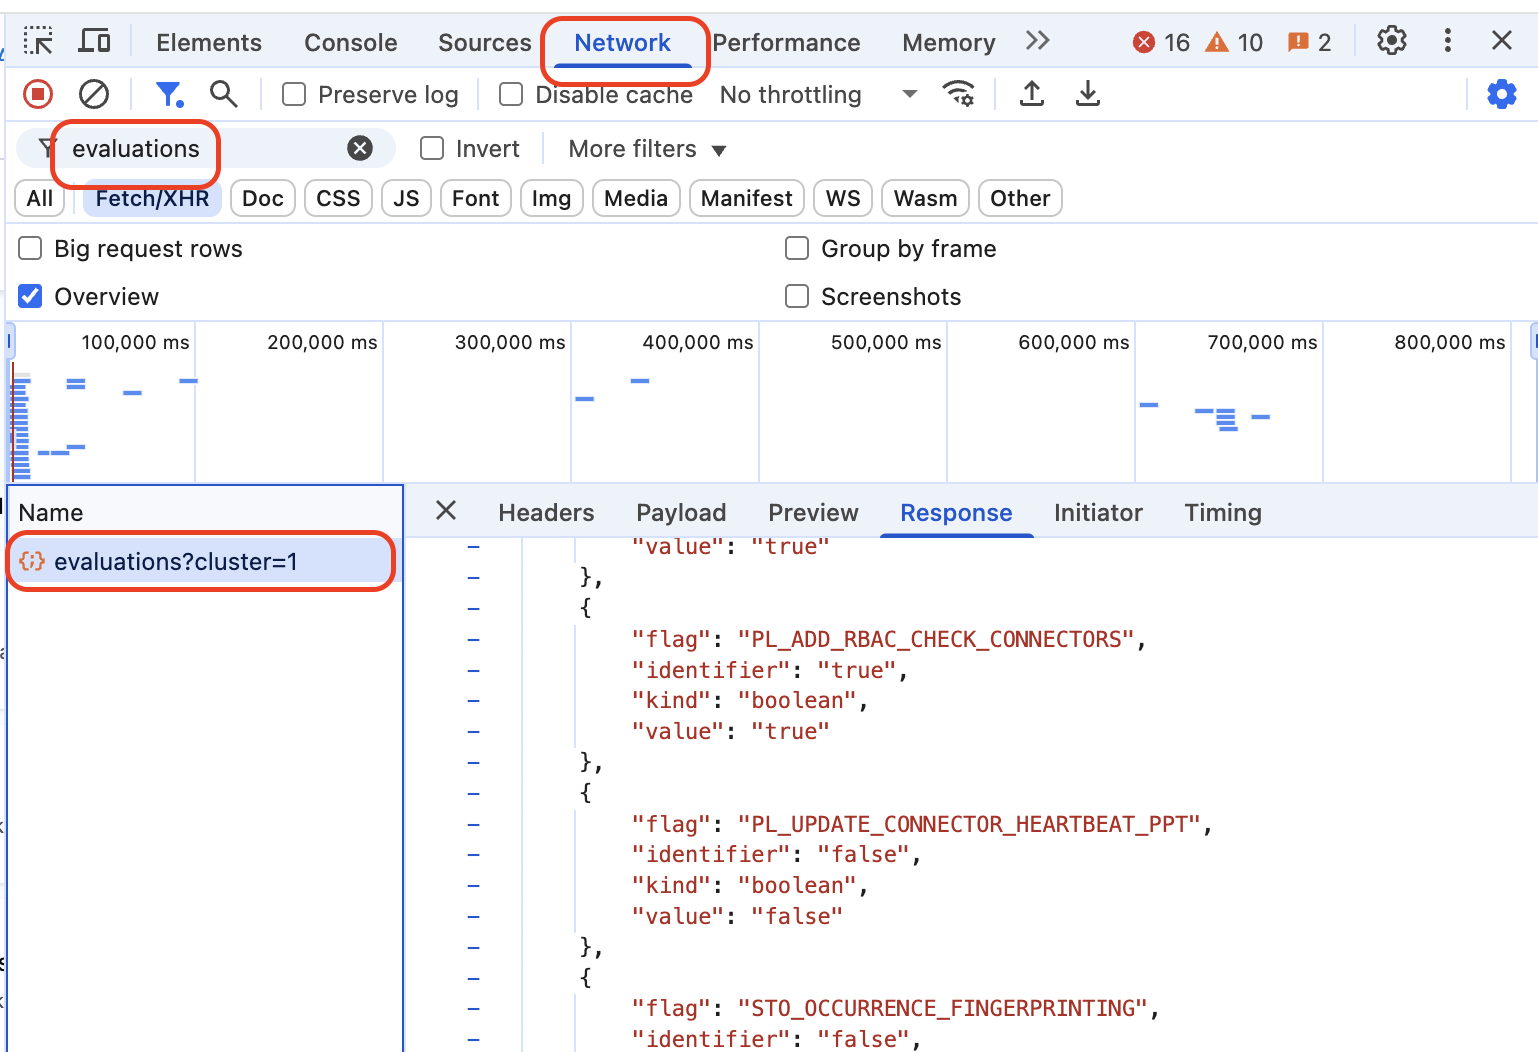 Elements Console Sources Network Performance Memory 16 10 2
Preserve log Disable cache No throttling
evaluations Invert More filters
All Fetch/XHR Doc CSS JS Font Img Media Manifest WS Wasm Other
Big request rows Group by frame
Overview Screenshots
100,000 ms 200,000 ms 300,000 ms 400,000 ms 500,000 ms 600,000 ms 700,000 ms 800,000 ms
Name Headers Payload Preview Response Initiator Timing
{;} evaluations?cluster=1
"value": "true"
},
{
"flag": "PL_ADD_RBAC_CHECK_CONNECTORS",
"identifier": "true",
"kind": "boolean",
"value": "true"
},
{
"flag": "PL_UPDATE_CONNECTOR_HEARTBEAT_PPT",
"identifier": "false",
"kind": "boolean",
"value": "false"
},
{
"flag": "STO_OCCURRENCE_FINGERPRINTING",
"identifier": "false",